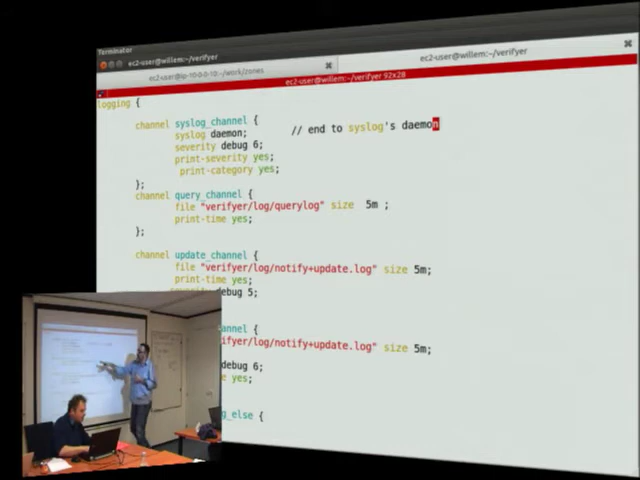 Terminator
ec2-user@willem:~/verifyer
ec2-user@ip-10-0-0-10:~/work/zones
ec2-user@willem:~/verifyer
ec2-user@willem:~/verifyer 92x28
logging {
channel syslog_channel {
syslog daemon; // end to syslog's daemon
severity debug 6;
print-severity yes;
print-category yes;
};
channel query_channel {
file "verifyer/log/querylog" size 5m ;
print-time yes;
};
channel update_channel {
file "verifyer/log/notify+update.log" size 5m;
print-time yes;
debug 5;
annel {
ify/log/notify+update.log" size 5m;
debug 6;
e yes;
g_else {